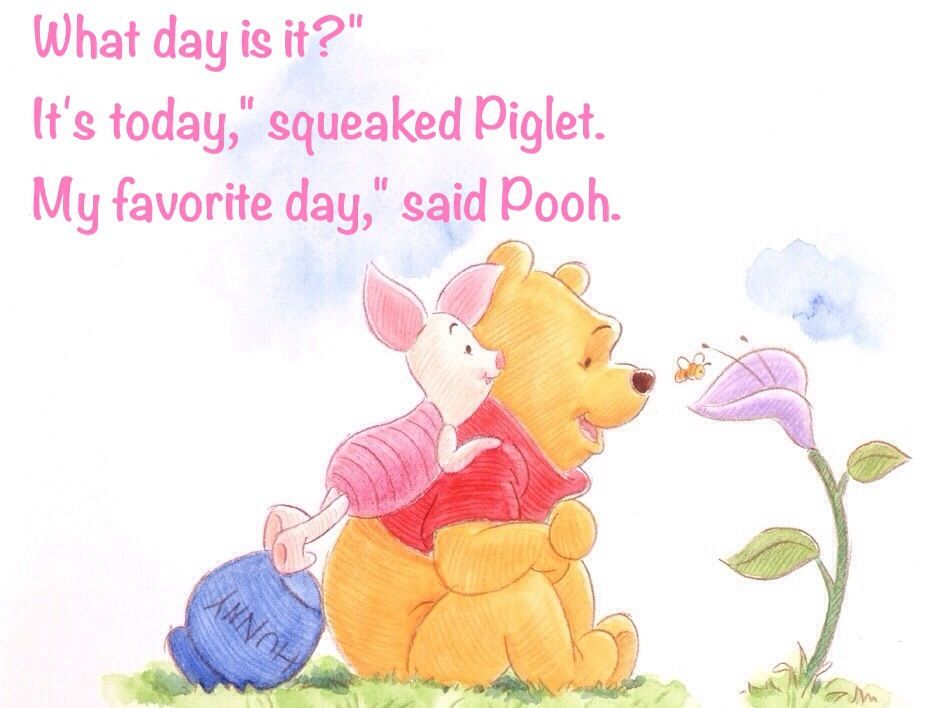 What day is it?"
It's today," squeaked Piglet.
My favorite day," said Pooh.
HUNNY